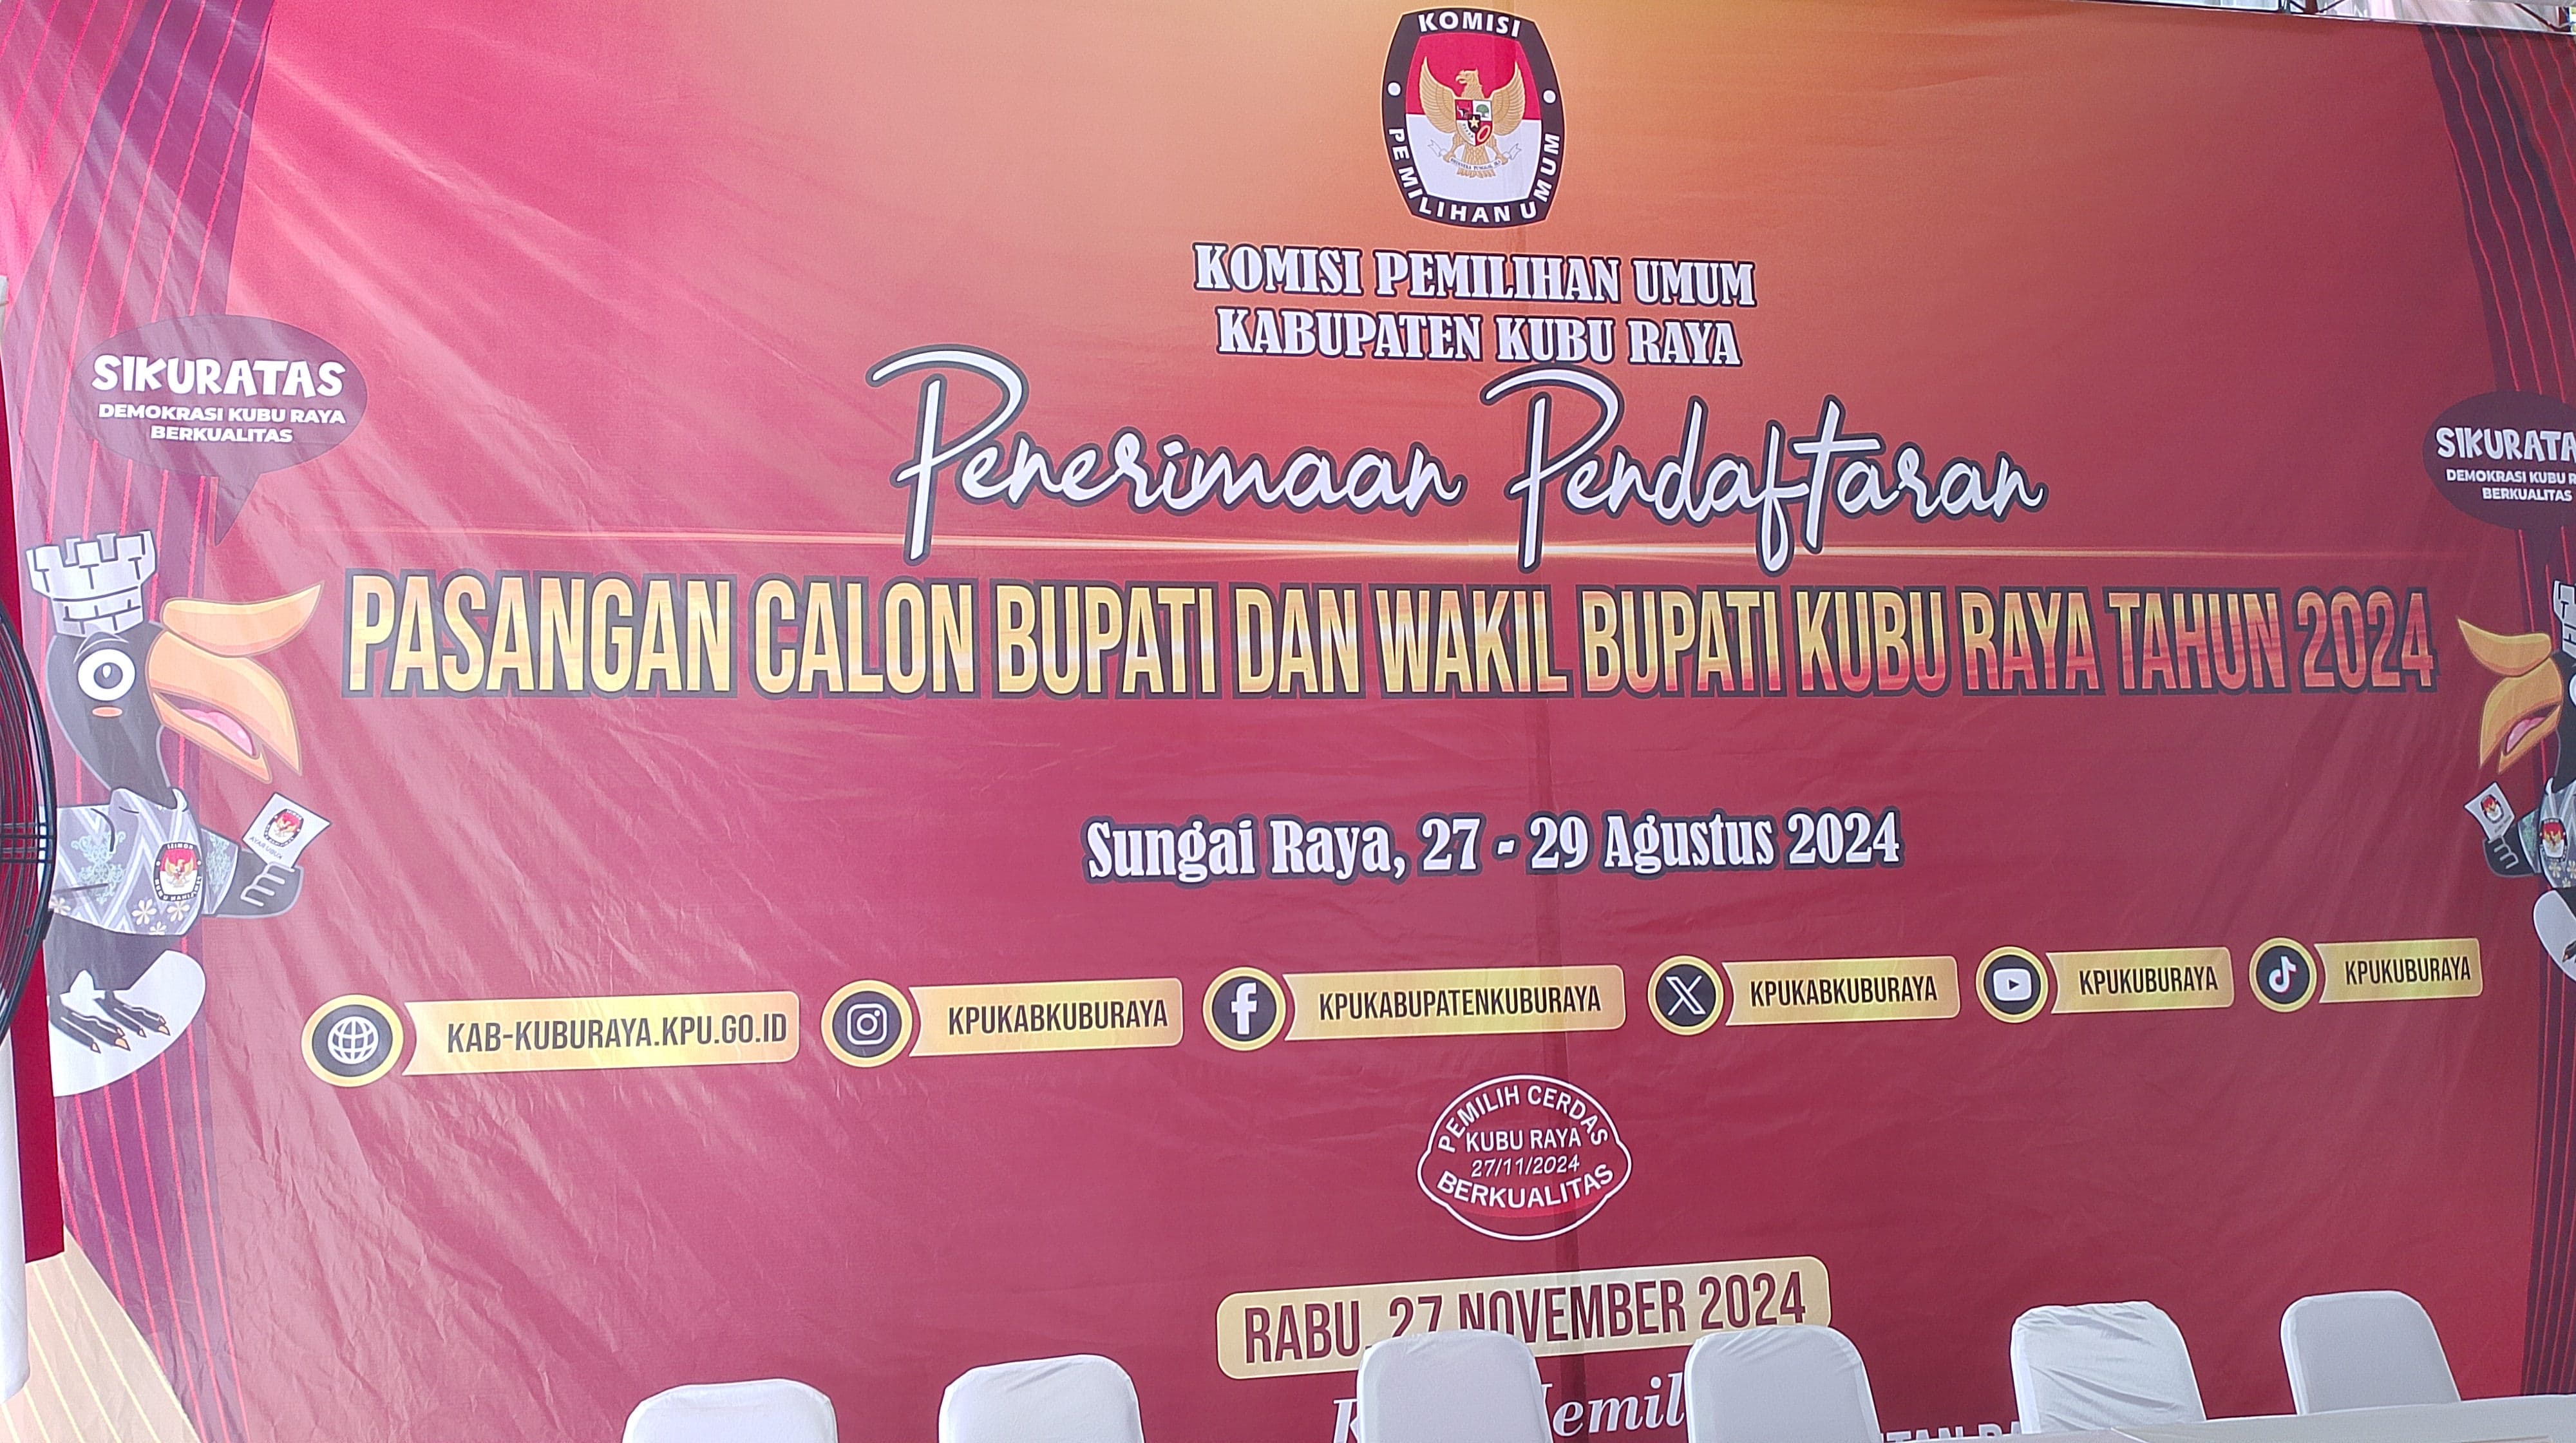 KOMISI
PEMILIHAN UMUM
KOMISI PEMILIHAN UMUM
KABUPATEN KUBU RAYA
SIKURATAS
DEMOKRASI KUBU RAYA
BERKUALITAS
Penerimaan Pendaftaran
SIKURATA
DEMOKRASI KUBU R
BERKUALITAS
PASANGAN CALON BUPATI DAN WAKIL BUPATI KUBU RAYA TAHUN 2024
Sungai Raya, 27 - 29 Agustus 2024
KAB-KUBURAYA.KPU.GO.ID
KPUKABKUBURAYA
KPUKABUPATENKUBURAYA
KPUKABKUBURAYA
KPUKUBURAYA
KPUKUBURAYA
PEMILIH CERDAS
KUBU RAYA
27/11/2024
BERKUALITAS
RABU, 27 NOVEMBER 2024